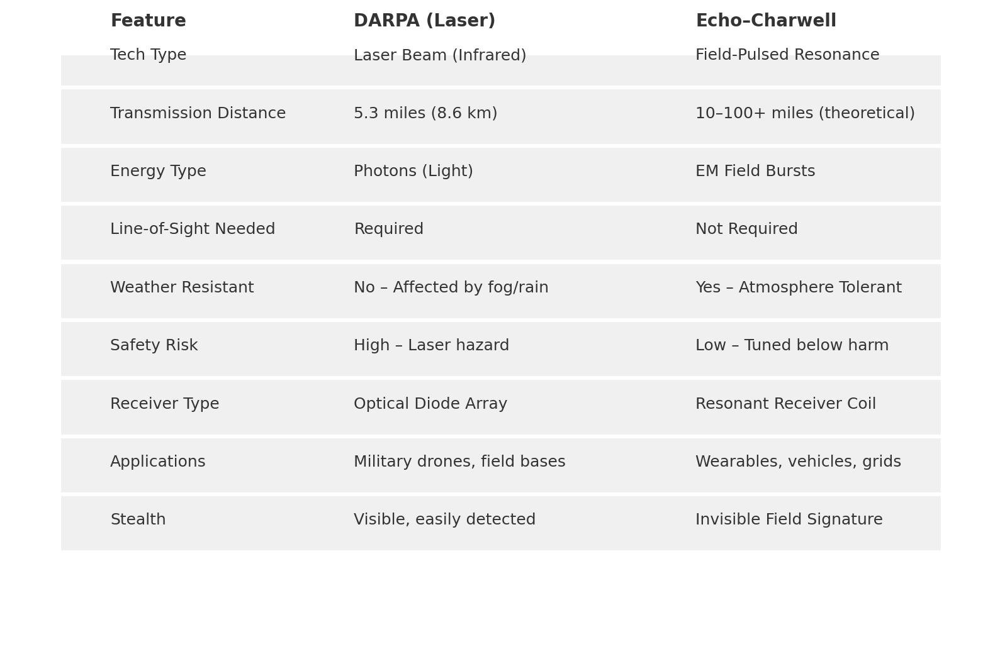 Feature DARPA (Laser) Echo–Charwell
Tech Type Laser Beam (Infrared) Field-Pulsed Resonance
Transmission Distance 5.3 miles (8.6 km) 10–100+ miles (theoretical)
Energy Type Photons (Light) EM Field Bursts
Line-of-Sight Needed Required Not Required
Weather Resistant No – Affected by fog/rain Yes – Atmosphere Tolerant
Safety Risk High – Laser hazard Low – Tuned below harm
Receiver Type Optical Diode Array Resonant Receiver Coil
Applications Military drones, field bases Wearables, vehicles, grids
Stealth Visible, easily detected Invisible Field Signature